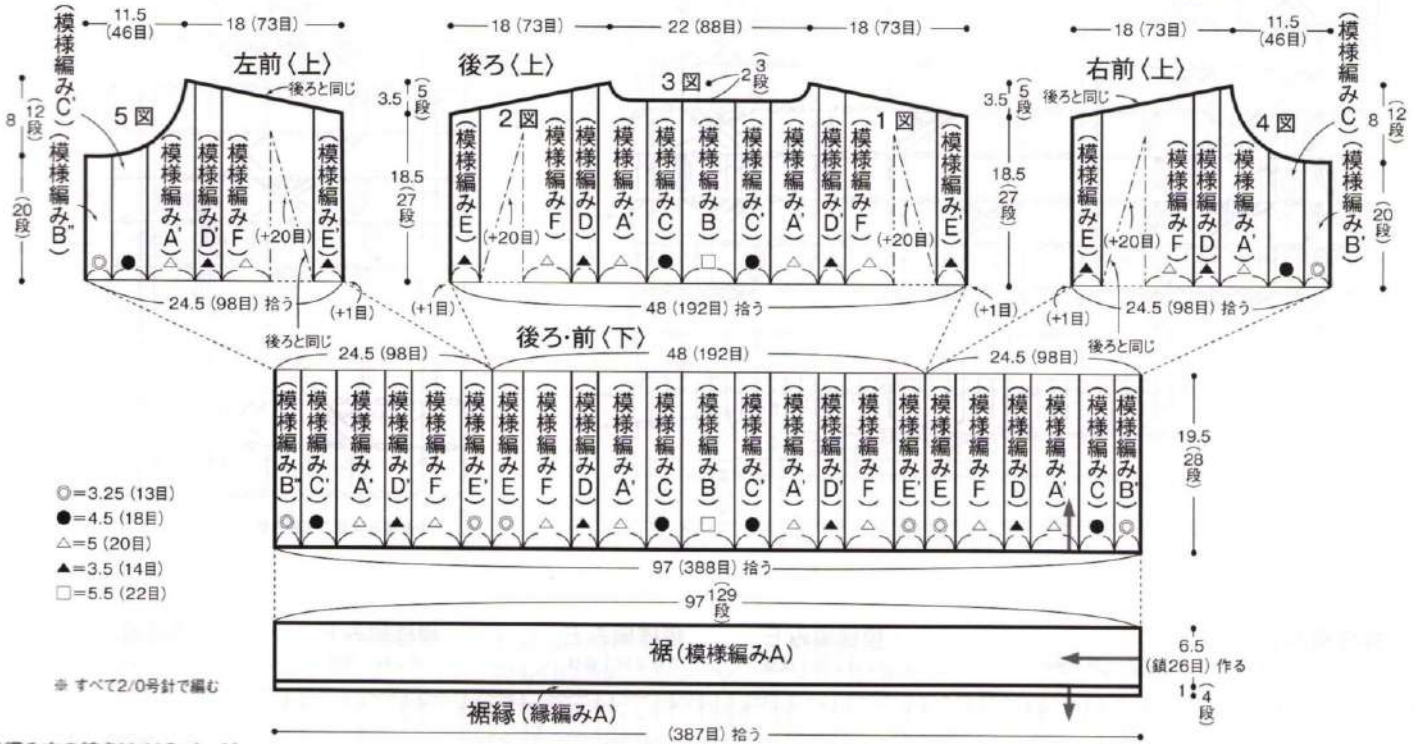 11.5
(46目)
18 (73目)
左前〈上〉
後ろと同じ
(模様編みC')
(模様編みB")
5図
8
(12段)
(20段)
(模様編みA')
(模様編みD')
(模様編みF)
(+20目)
(模様編みE')
◎
●
△
▲
△
▲
24.5 (98目) 拾う
(+1目)
後ろと同じ
18 (73目)
22 (88目)
18 (73目)
後ろ〈上〉
3図
2(3段)
3.5
(5段)
18.5
(27段)
2図
1図
(模様編みE)
(+20目)
(模様編みF)
(模様編みD)
(模様編みA')
(模様編みC)
(模様編みB)
(模様編みC')
(模様編みA')
(模様編みD')
(模様編みF)
(+20目)
(模様編みE')
▲
△
▲
△
●
□
●
△
▲
△
▲
(+1目)
48 (192目) 拾う
(+1目)
3.5
(5段)
18.5
(27段)
18 (73目)
11.5
(46目)
右前〈上〉
後ろと同じ
4図
(模様編みC)
(模様編みB')
8
(12段)
(20段)
(模様編みE)
(+20目)
(模様編みF)
(模様編みD)
(模様編みA')
▲
△
▲
△
●
◎
24.5 (98目) 拾う
(+1目)
後ろと同じ
後ろ・前〈下〉
24.5 (98目)
48 (192目)
24.5 (98目)
(模様編みB")
(模様編みC')
(模様編みA')
(模様編みD')
(模様編みF)
(模様編みE')
(模様編みE)
(模様編みF)
(模様編みD)
(模様編みA')
(模様編みC)
(模様編みB)
(模様編みC')
(模様編みA')
(模様編みD')
(模様編みF)
(模様編みE')
(模様編みE)
(模様編みF)
(模様編みD)
(模様編みA')
(模様編みC)
(模様編みB')
◎ ● △ ▲ △ ◎ ◎ △ ▲ △ ● □ ● △ ▲ △ ◎ ◎ △ ▲ △ ● ◎
19.5
(28段)
97 (388目) 拾う
◎=3.25 (13目)
●=4.5 (18目)
△=5 (20目)
▲=3.5 (14目)
□=5.5 (22目)
97(129段)
裾(模様編みA)
6.5
(鎖26目) 作る
1(4段)
※ すべて2/0号針で編む
裾縁(縁編みA)
(387目) 拾う